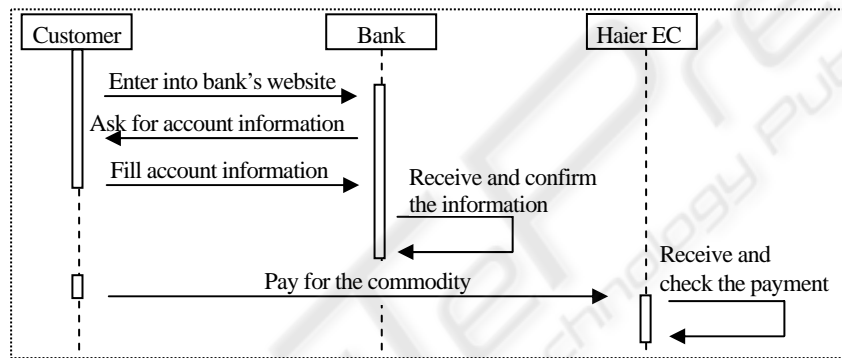 Customer
Bank
Haier EC
Enter into bank's website
Ask for account information
Fill account information
Receive and confirm
the information
Pay for the commodity
Receive and
check the payment